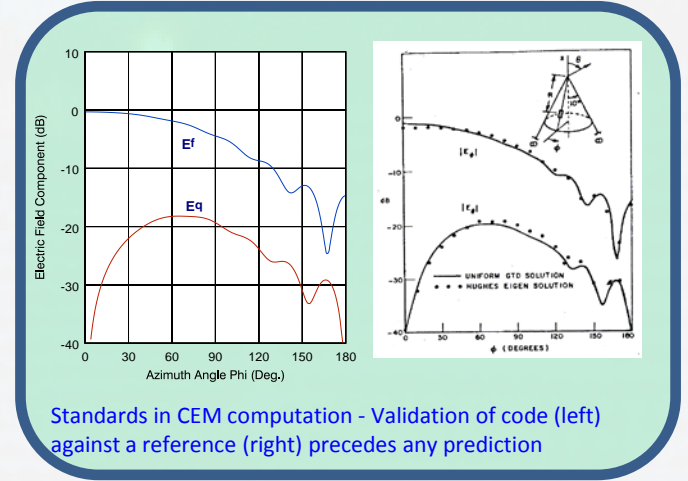 10
0
-10
-20
-30
-40
Electric Field Component (dB)
Ef
Eq
0 30 60 90 120 150 180
Azimuth Angle Phi (Deg.)
0
-10
dB
-20
-30
-40
z
θ
R
φ
UNIFORM GTD SOLUTION
HUGHES EIGEN SOLUTION
0 30 60 90 120 150 180
φ (DEGREES)
Standards in CEM computation - Validation of code (left)
against a reference (right) precedes any prediction